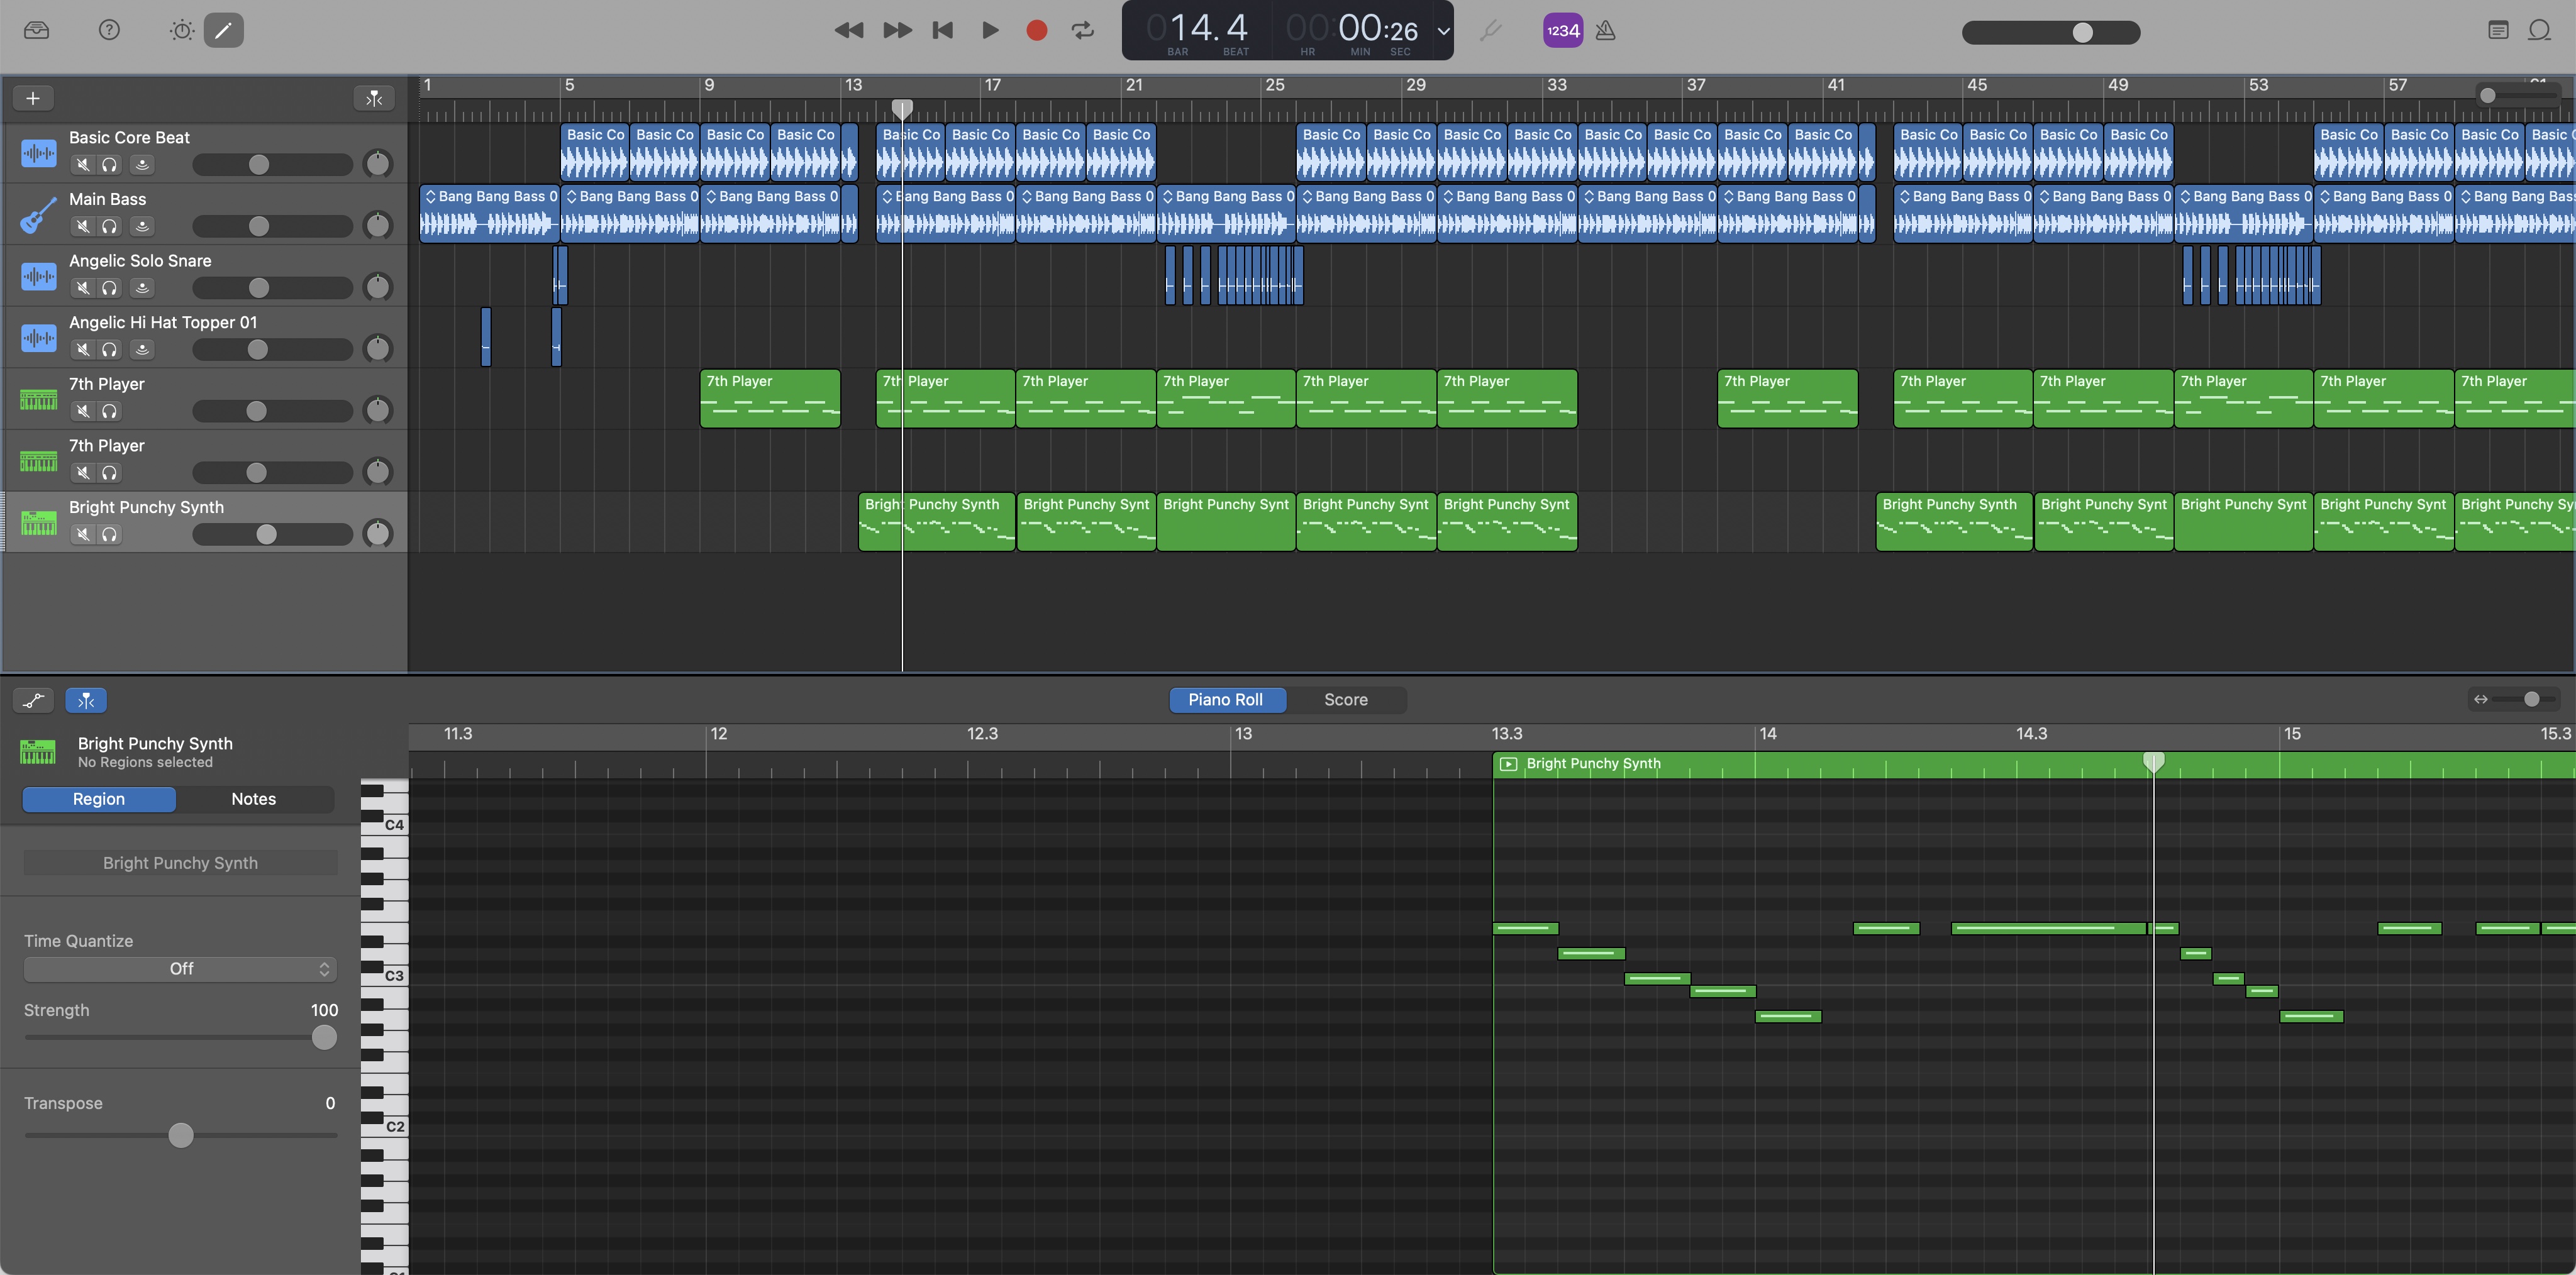 014.4 00:00:26
BAR BEAT HR MIN SEC
1234
1 5 9 13 17 21 25 29 33 37 41 45 49 53 57
Basic Core Beat
Basic Co Basic Co Basic Co Basic Co Basic Co Basic Co Basic Co Basic Co Basic Co Basic Co Basic Co Basic Co Basic Co Basic Co Basic Co Basic Co Basic Co Basic Co Basic Co Basic Co Basic Co Basic Co Basic Co Basic
Main Bass
Bang Bang Bass 0 Bang Bang Bass 0 Bang Bang Bass 0 Bang Bang Bass 0 Bang Bang Bass 0 Bang Bang Bass 0 Bang Bang Bass 0 Bang Bang Bass 0 Bang Bang Bass 0 Bang Bang Bass 0 Bang Bang Bass 0 Bang Bang Bass 0 Bang Bang Bass 0 Bang Bang Bass 0 Bang Bang Bas
Angelic Solo Snare
Angelic Hi Hat Topper 01
7th Player
7th Player 7th Player 7th Player 7th Player 7th Player 7th Player 7th Player 7th Player 7th Player 7th Player 7th Player 7th Player
7th Player
Bright Punchy Synth
Bright Punchy Synth Bright Punchy Synt Bright Punchy Synt Bright Punchy Synt Bright Punchy Synt Bright Punchy Synth Bright Punchy Synt Bright Punchy Synt Bright Punchy Synt Bright Punchy Sy
Piano Roll Score
11.3 12 12.3 13 13.3 14 14.3 15 15.3
Bright Punchy Synth
No Regions selected
Bright Punchy Synth
Region Notes
C4
Bright Punchy Synth
Time Quantize
Off
C3
Strength 100
Transpose 0
C2